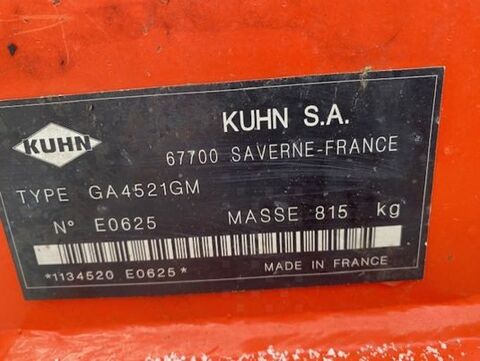 KUHN
KUHN S.A.
67700 SAVERNE-FRANCE
TYPE GA4521GM
N° E0625 MASSE 815 kg
*1134520 E0625*
MADE IN FRANCE